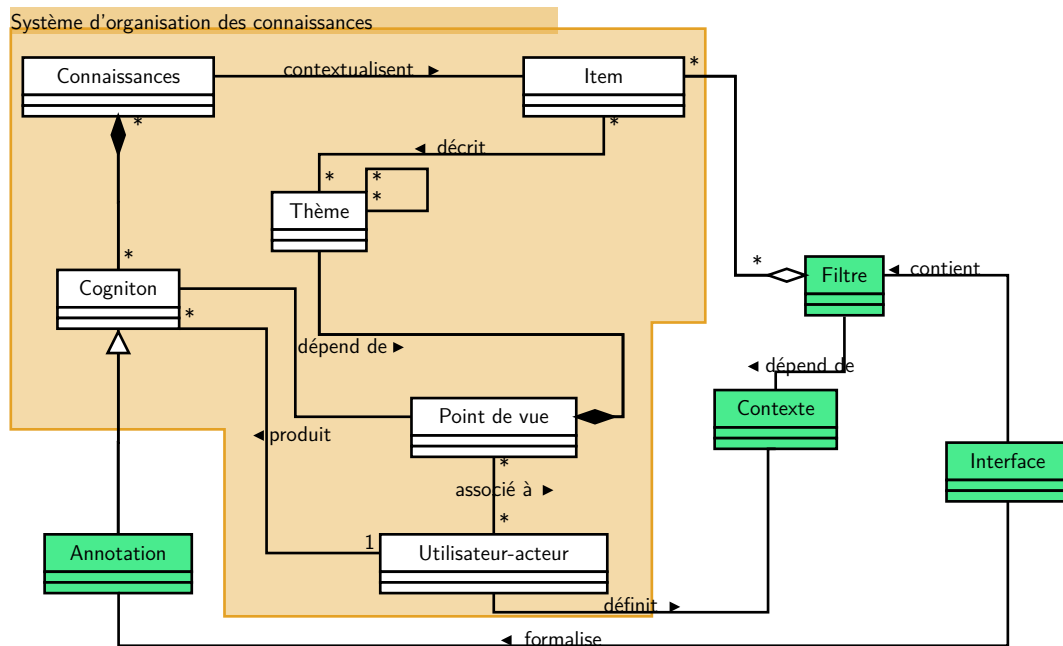 Système d'organisation des connaissances
Connaissances
contextualisent ►
Item
*
*
*
◄ décrit
*
*
*
Thème
*
Cogniton
*
*
Filtre
◄ contient
dépend de ►
◄ dépend de
Point de vue
Contexte
◄ produit
Interface
*
associé à ►
*
1
Annotation
Utilisateur-acteur
définit ►
◄ formalise